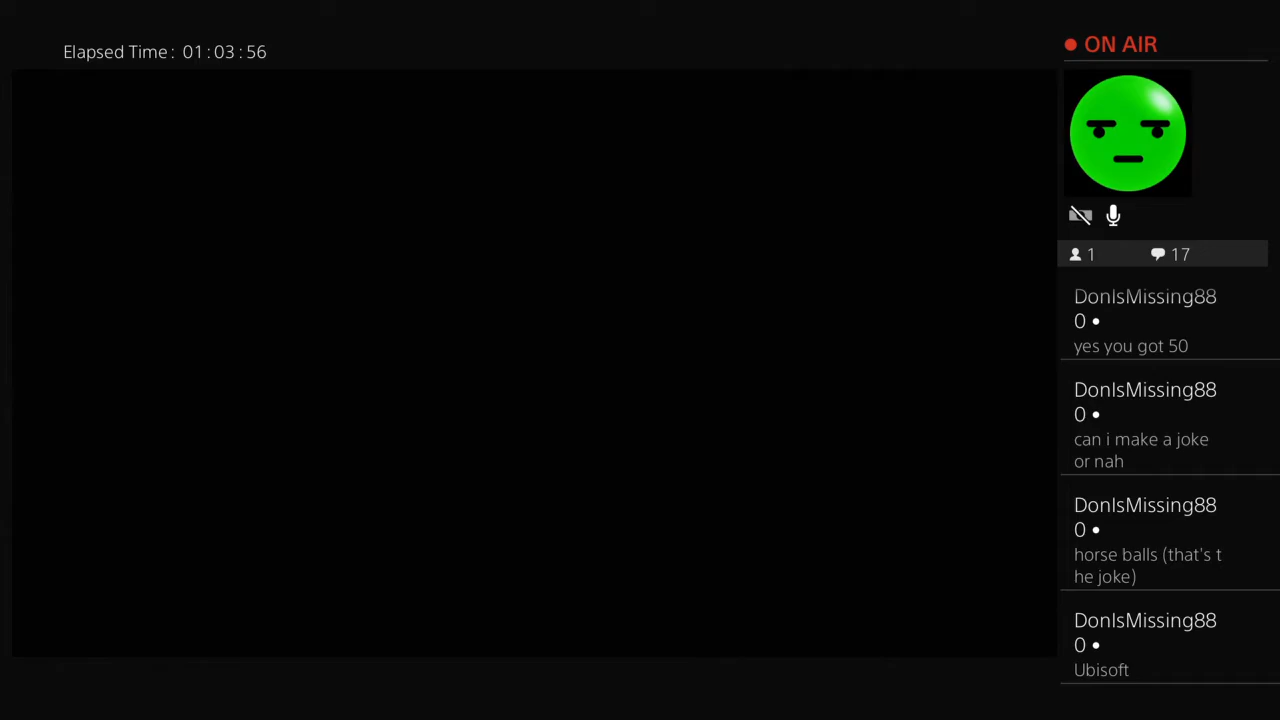 Elapsed Time: 01:03:56
ON AIR
1 17
DonIsMissing88
0 •
yes you got 50
DonIsMissing88
0 •
can i make a joke
or nah
DonIsMissing88
0 •
horse balls (that's t
he joke)
DonIsMissing88
0 •
Ubisoft